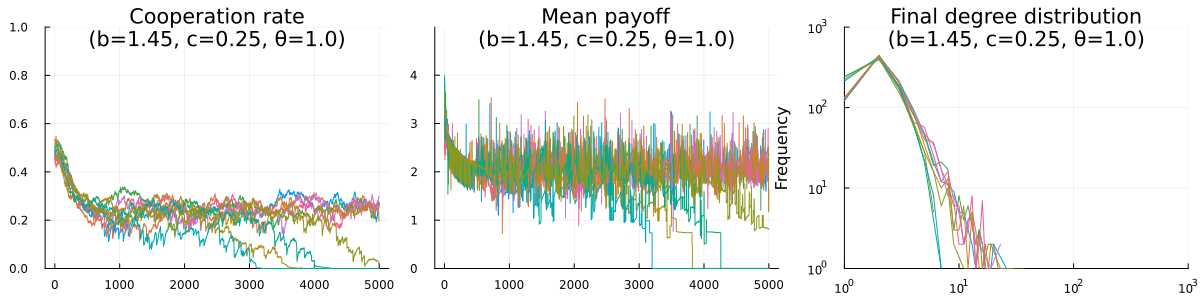 Cooperation rate
(b=1.45, c=0.25, θ=1.0)
1.0
0.8
0.6
0.4
0.2
0.0
0 1000 2000 3000 4000 5000
Mean payoff
(b=1.45, c=0.25, θ=1.0)
4
3
2
1
0
0 1000 2000 3000 4000 5000
Final degree distribution
(b=1.45, c=0.25, θ=1.0)
Frequency
10³
10²
10¹
10⁰
10⁰ 10¹ 10² 10³